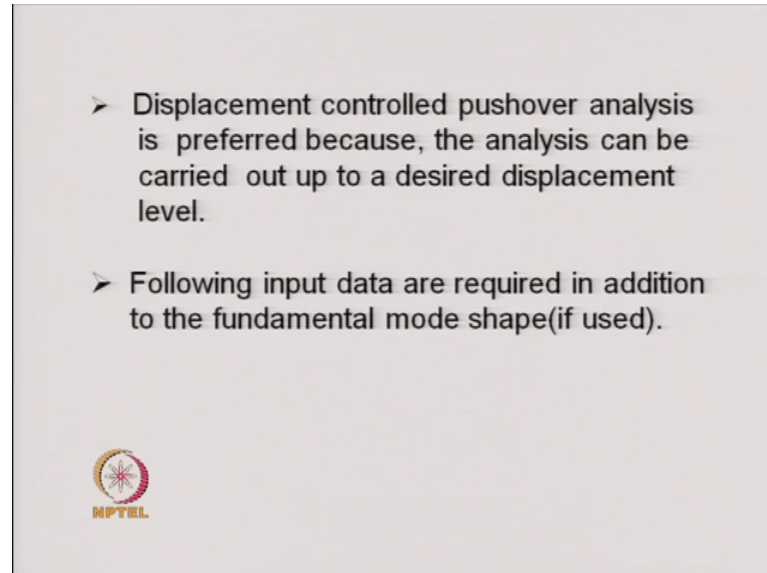 ➢ Displacement controlled pushover analysis
is preferred because, the analysis can be
carried out up to a desired displacement
level.
➢ Following input data are required in addition
to the fundamental mode shape(if used).
NPTEL